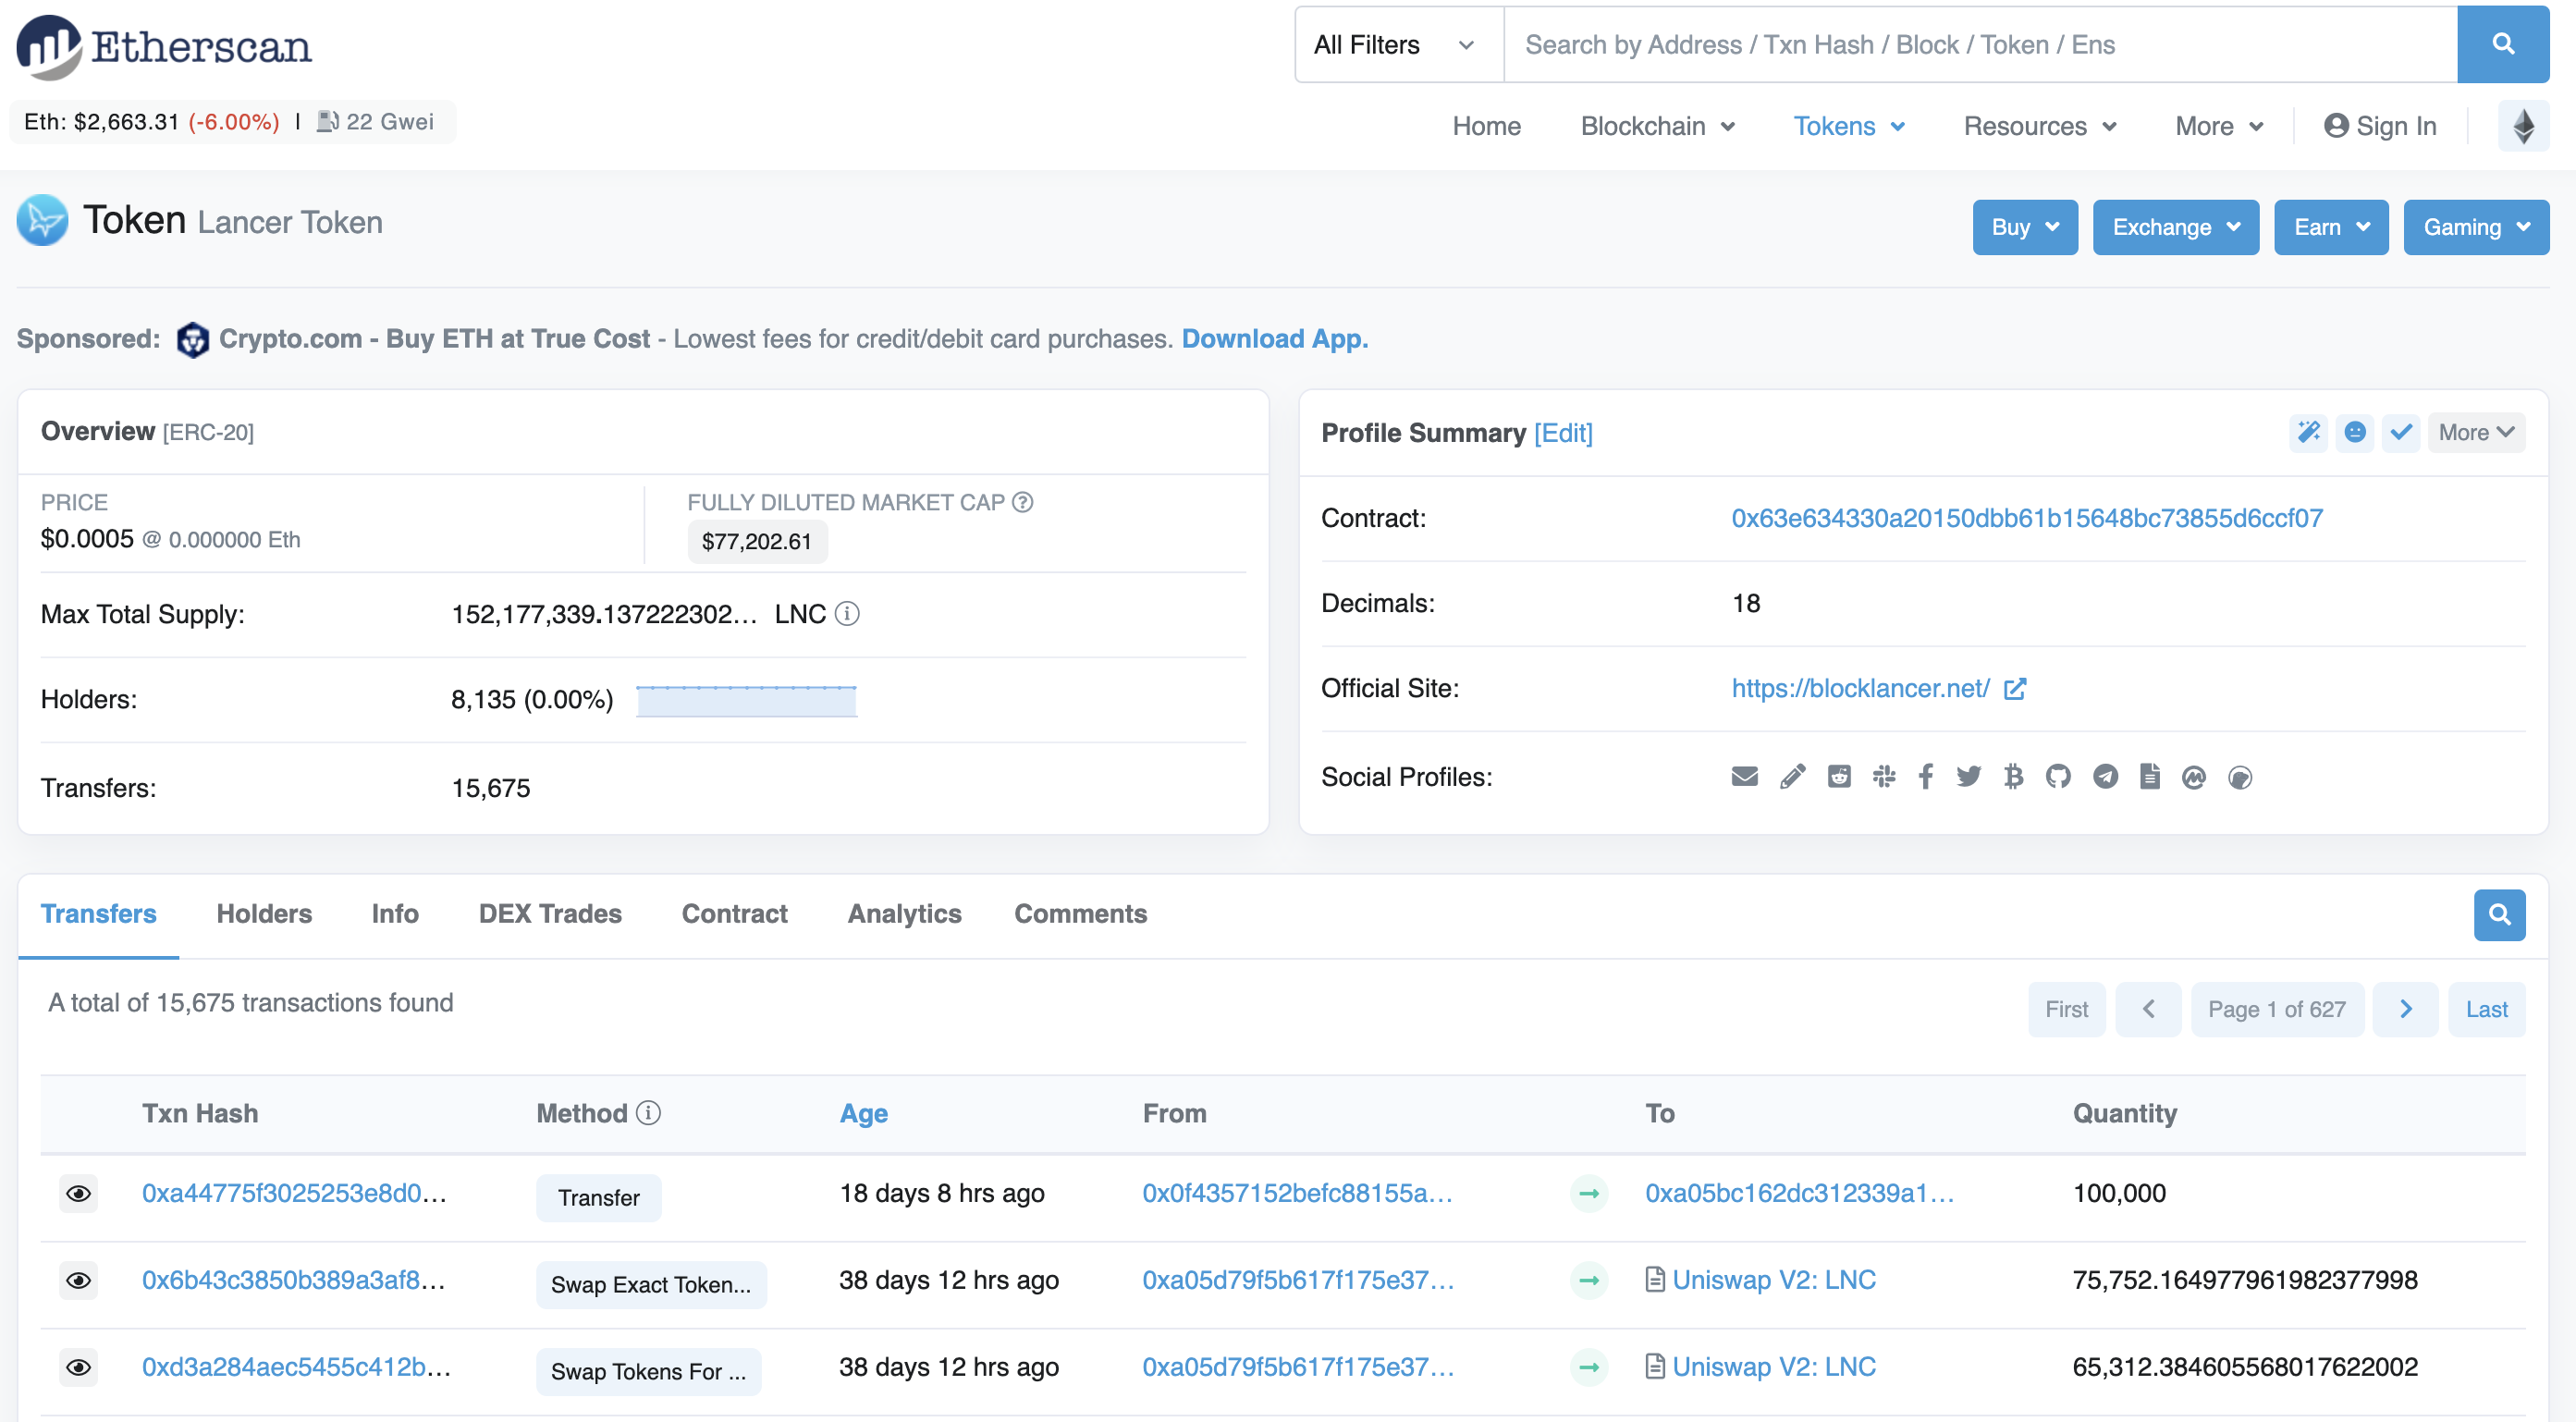 Etherscan
All Filters
Search by Address / Txn Hash / Block / Token / Ens
Eth: $2,663.31 (-6.00%) | 22 Gwei
Home Blockchain Tokens Resources More Sign In
Token Lancer Token
Buy Exchange Earn Gaming
Sponsored: Crypto.com - Buy ETH at True Cost - Lowest fees for credit/debit card purchases. Download App.
Overview [ERC-20]
PRICE
$0.0005 @ 0.000000 Eth
FULLY DILUTED MARKET CAP
$77,202.61
Max Total Supply: 152,177,339.137222302... LNC
Holders: 8,135 (0.00%)
Transfers: 15,675
Profile Summary [Edit]
More
Contract: 0x63e634330a20150dbb61b15648bc73855d6ccf07
Decimals: 18
Official Site: https://blocklancer.net/
Social Profiles:
Transfers Holders Info DEX Trades Contract Analytics Comments
A total of 15,675 transactions found
First Page 1 of 627 Last
Txn Hash Method Age From To Quantity
0xa44775f3025253e8d0... Transfer 18 days 8 hrs ago 0x0f4357152befc88155a... 0xa05bc162dc312339a1... 100,000
0x6b43c3850b389a3af8... Swap Exact Token... 38 days 12 hrs ago 0xa05d79f5b617f175e37... Uniswap V2: LNC 75,752.164977961982377998
0xd3a284aec5455c412b... Swap Tokens For ... 38 days 12 hrs ago 0xa05d79f5b617f175e37... Uniswap V2: LNC 65,312.384605568017622002